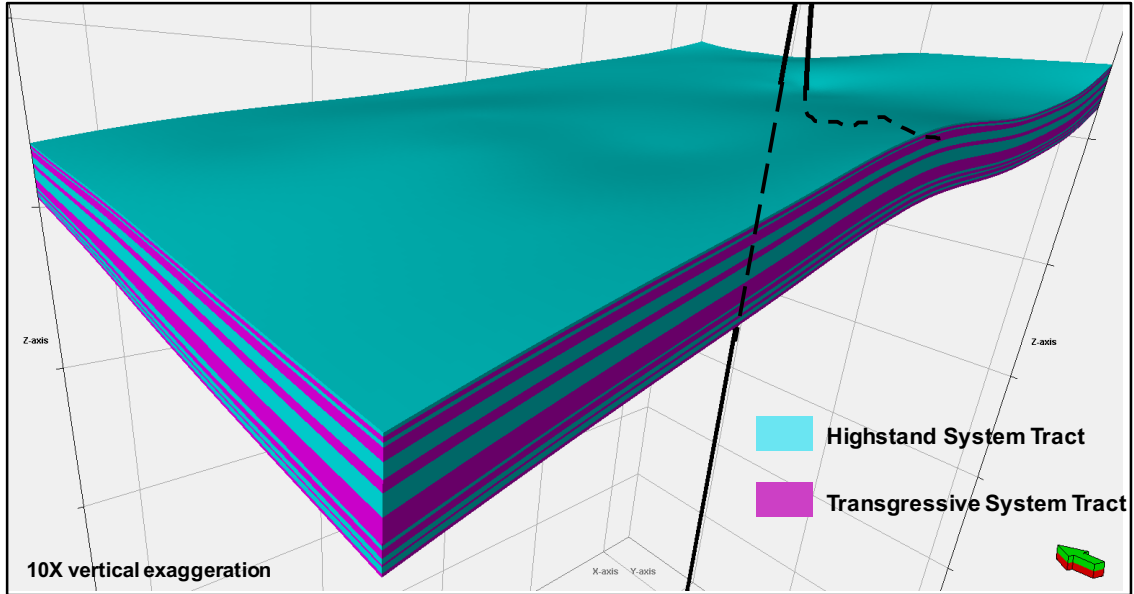 Z-axis
Z-axis
Highstand System Tract
Transgressive System Tract
10X vertical exaggeration
X-axis Y-axis